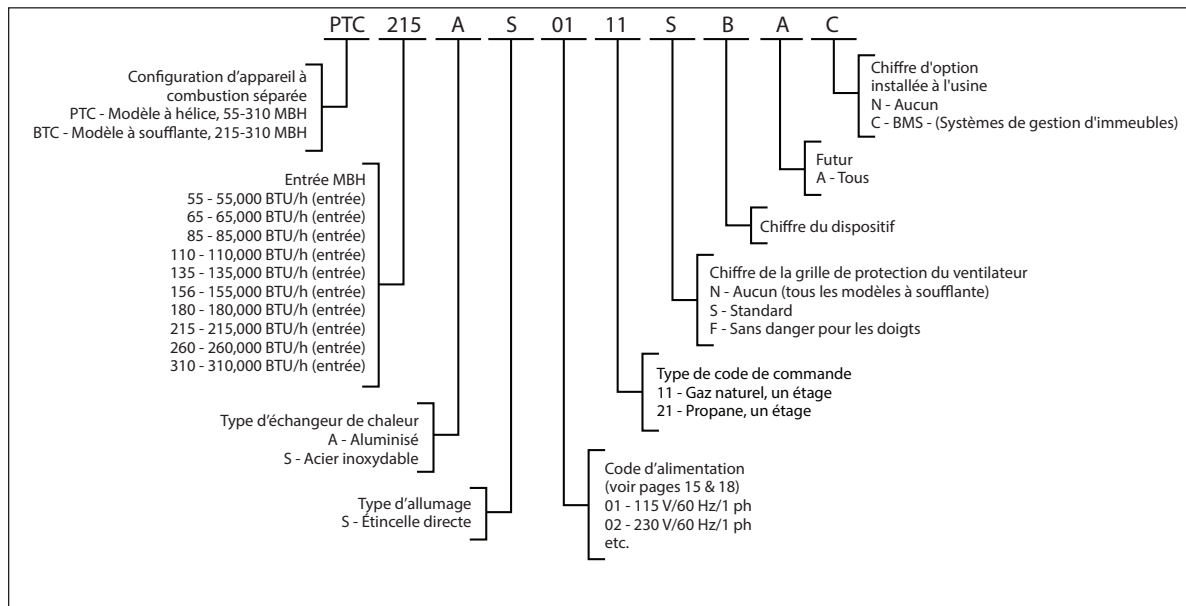 PTC 215 A S 01 11 S B A C
Configuration d’appareil à
combustion séparée
PTC - Modèle à hélice, 55-310 MBH
BTC - Modèle à soufflante, 215-310 MBH
Entrée MBH
55 - 55,000 BTU/h (entrée)
65 - 65,000 BTU/h (entrée)
85 - 85,000 BTU/h (entrée)
110 - 110,000 BTU/h (entrée)
135 - 135,000 BTU/h (entrée)
156 - 155,000 BTU/h (entrée)
180 - 180,000 BTU/h (entrée)
215 - 215,000 BTU/h (entrée)
260 - 260,000 BTU/h (entrée)
310 - 310,000 BTU/h (entrée)
Type d’échangeur de chaleur
A - Aluminisé
S - Acier inoxydable
Type d’allumage
S - Étincelle directe
Code d’alimentation
(voir pages 15 & 18)
01 - 115 V/60 Hz/1 ph
02 - 230 V/60 Hz/1 ph
etc.
Type de code de commande
11 - Gaz naturel, un étage
21 - Propane, un étage
Chiffre de la grille de protection du ventilateur
N - Aucun (tous les modèles à soufflante)
S - Standard
F - Sans danger pour les doigts
Chiffre du dispositif
Futur
A - Tous
Chiffre d'option
installée à l'usine
N - Aucun
C - BMS - (Systèmes de gestion d'immeubles)